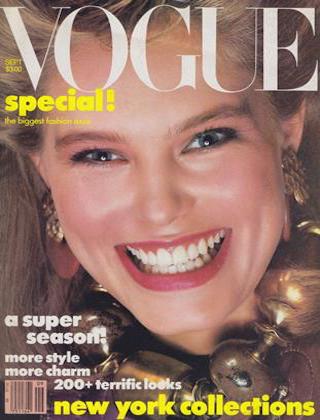 VOGUE
SEPT
$3.00
special!
the biggest fashion issue
a super
season!
more style
more charm
200+ terrific looks
new york collections